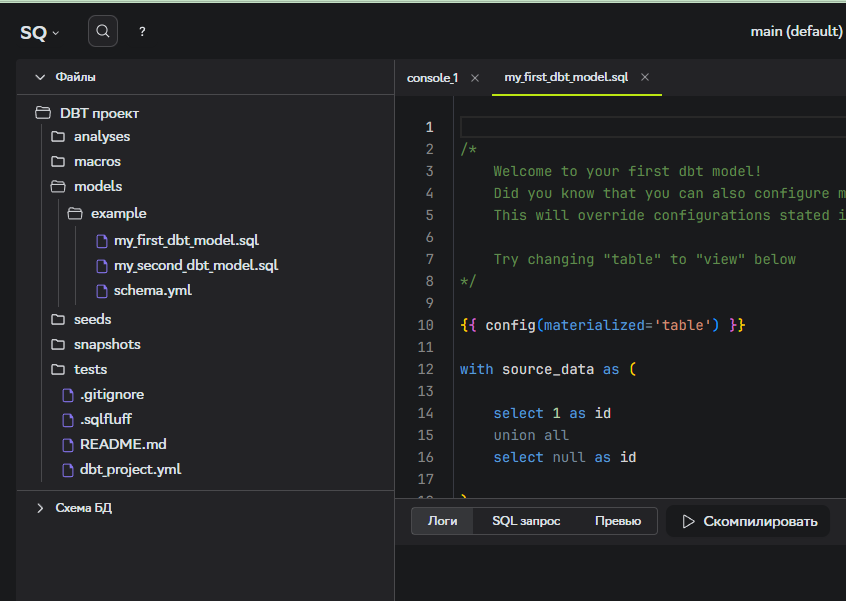 SQ
?
main (default)
Файлы
DBT проект
analyses
macros
models
example
my_first_dbt_model.sql
my_second_dbt_model.sql
schema.yml
seeds
snapshots
tests
.gitignore
.sqlfluff
README.md
dbt_project.yml
Схема БД
console_1 × my_first_dbt_model.sql ×
1
2 /*
3 Welcome to your first dbt model!
4 Did you know that you can also configure
5 This will override configurations stated
6
7 Try changing "table" to "view" below
8 */
9
10 {{ config(materialized='table') }}
11
12 with source_data as (
13
14 select 1 as id
15 union all
16 select null as id
17
Логи SQL запрос Превью Скомпилировать